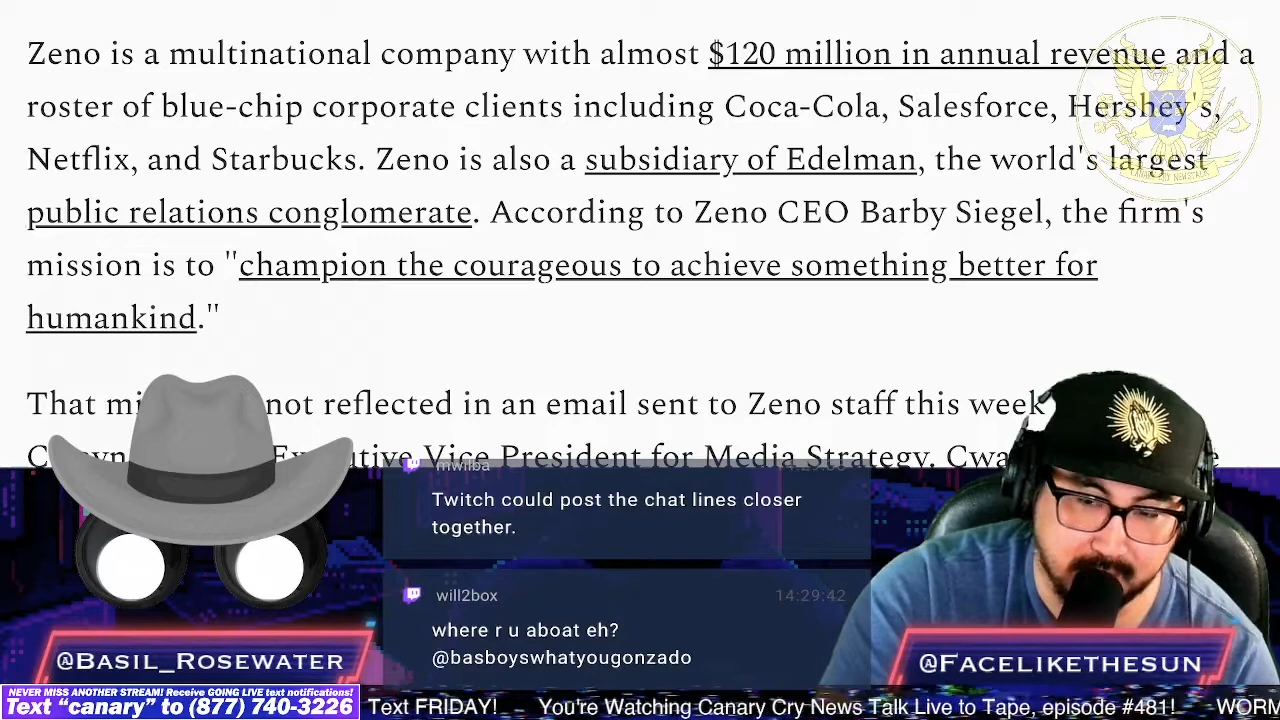 Zeno is a multinational company with almost $120 million in annual revenue and a
roster of blue-chip corporate clients including Coca-Cola, Salesforce, Hershey's,
Netflix, and Starbucks. Zeno is also a subsidiary of Edelman, the world's largest
public relations conglomerate. According to Zeno CEO Barby Siegel, the firm's
mission is to "champion the courageous to achieve something better for
humankind."
CANARY CRY NEWS TALK
That not reflected in an email sent to Zeno staff this week
Vice President for Media Strategy.
mwilba
Twitch could post the chat lines closer
together.
will2box 14:29:42
where r u aboat eh?
@basboyswhatyougonzado
@BASIL_ROSEWATER
@FACELIKETHESUN
NEVER MISS ANOTHER STREAM! Receive GOING LIVE text notifications!
Text “canary” to (877) 740-3226
Text FRIDAY! – You're Watching Canary Cry News Talk Live to Tape, episode #481! – WORM